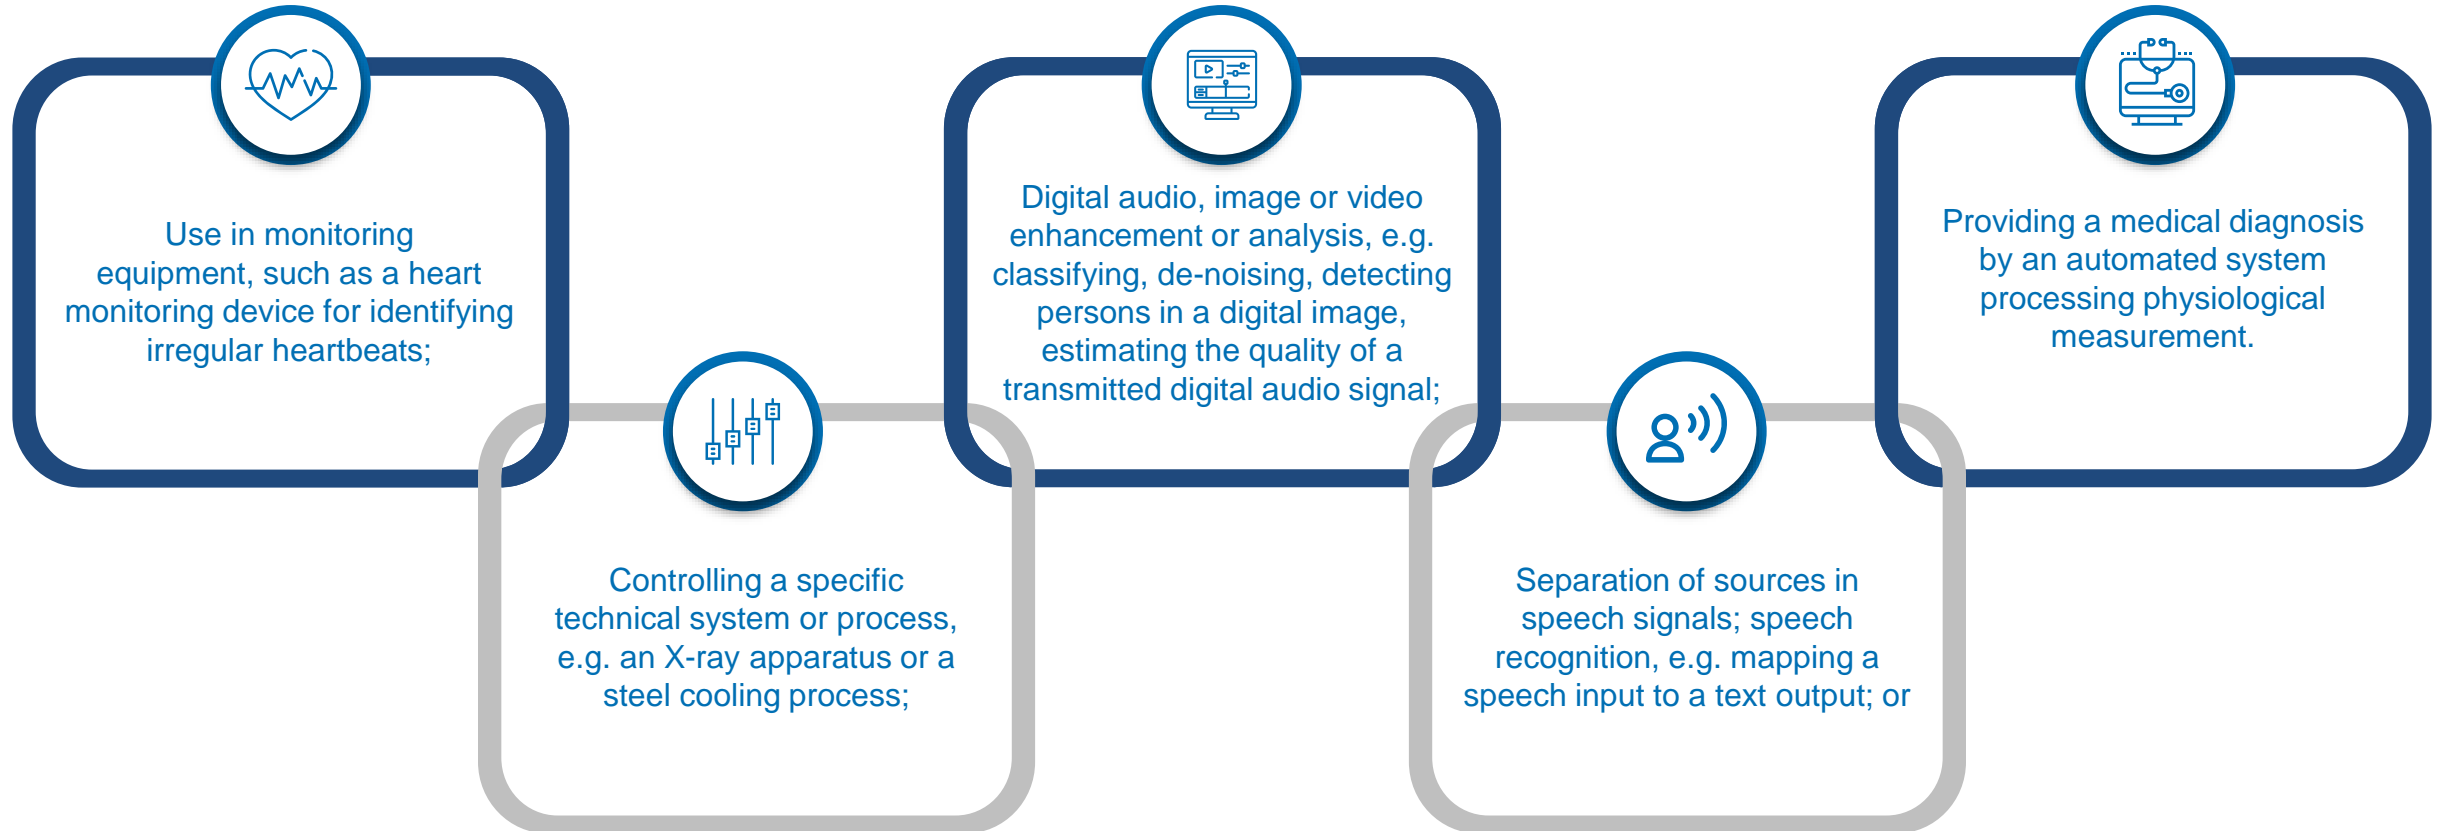 Use in monitoring
equipment, such as a heart
monitoring device for identifying
irregular heartbeats;
Controlling a specific
technical system or process,
e.g. an X-ray apparatus or a
steel cooling process;
Digital audio, image or video
enhancement or analysis, e.g.
classifying, de-noising, detecting
persons in a digital image,
estimating the quality of a
transmitted digital audio signal;
Separation of sources in
speech signals; speech
recognition, e.g. mapping a
speech input to a text output; or
Providing a medical diagnosis
by an automated system
processing physiological
measurement.